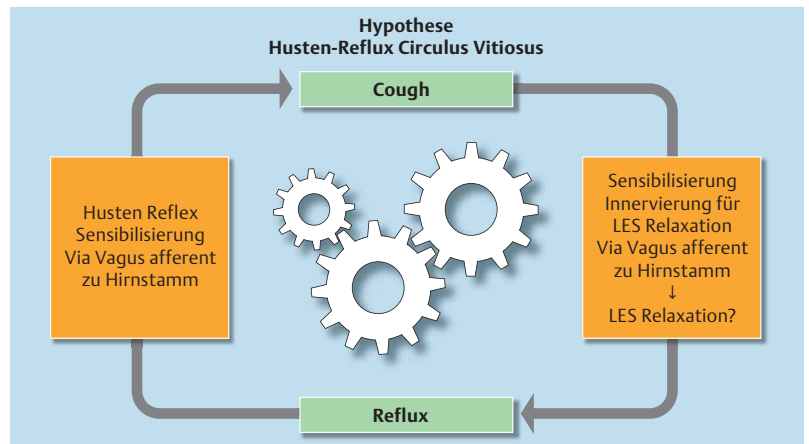 Hypothese
Husten-Reflux Circulus Vitiosus
Cough
Husten Reflex
Sensibilisierung
Via Vagus afferent
zu Hirnstamm
Sensibilisierung
Innervierung für
LES Relaxation
Via Vagus afferent
zu Hirnstamm
↓
LES Relaxation?
Reflux